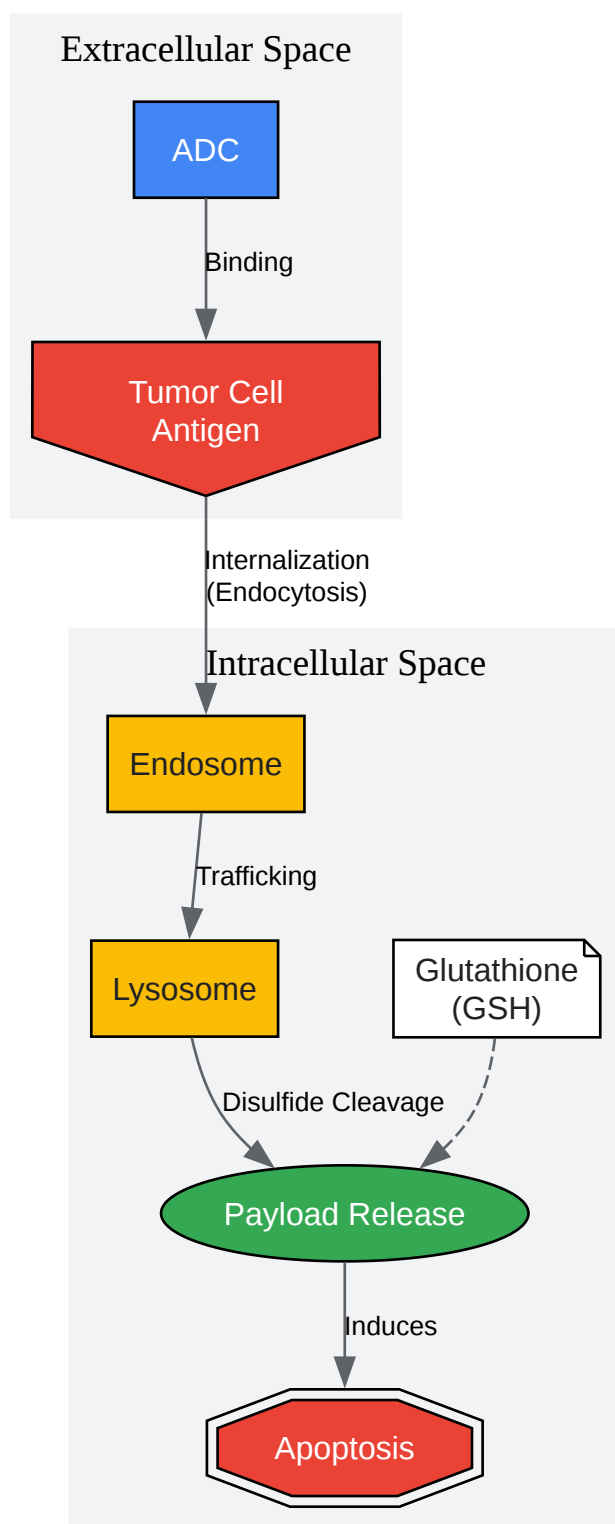 Extracellular Space
ADC
Binding
Tumor Cell
Antigen
Internalization
(Endocytosis)
Intracellular Space
Endosome
Trafficking
Lysosome
Glutathione
(GSH)
Disulfide Cleavage
Payload Release
Induces
Apoptosis